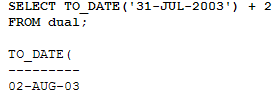 SELECT TO_DATE('31-JUL-2003') + 2
FROM dual;
TO_DATE(
---------
02-AUG-03